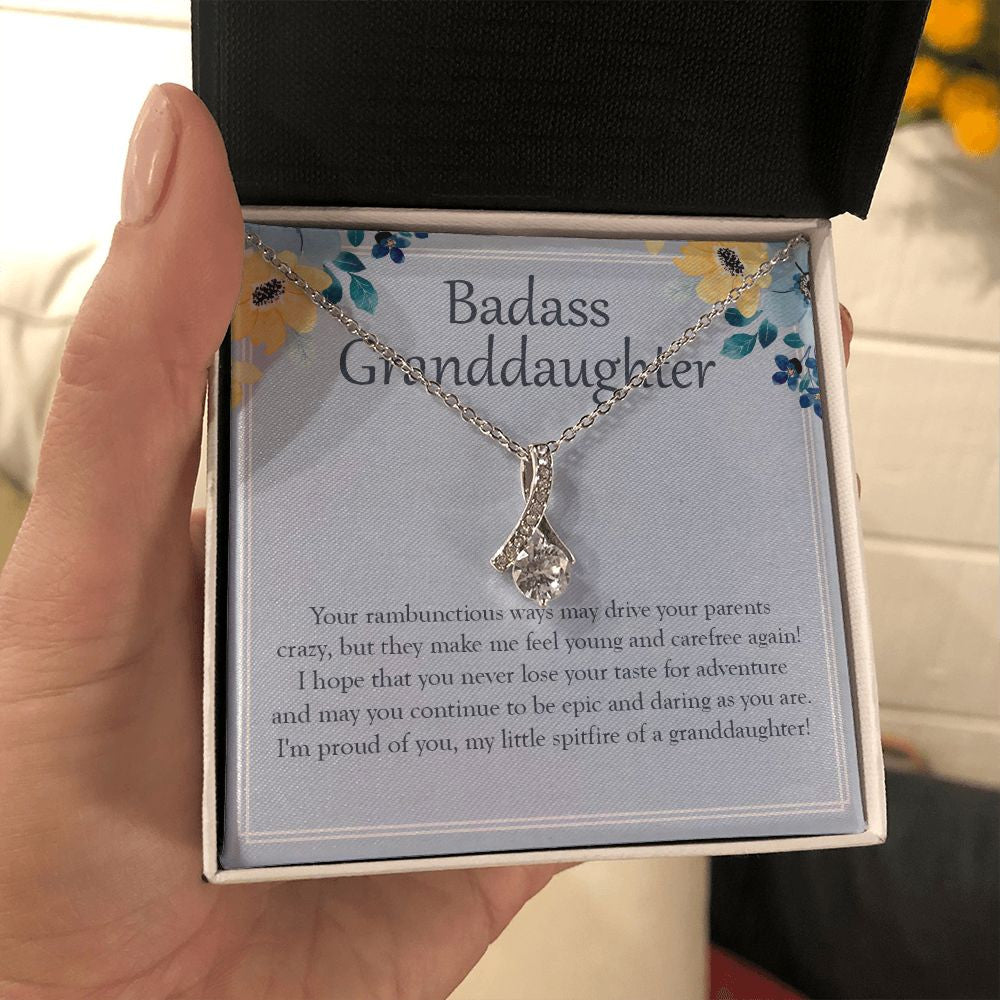 Badass
Granddaughter
Your rambunctious ways may drive your parents
crazy, but they make me feel young and carefree again!
I hope that you never lose your taste for adventure
and may you continue to be epic and daring as you are.
I'm proud of you, my little spitfire of a granddaughter!